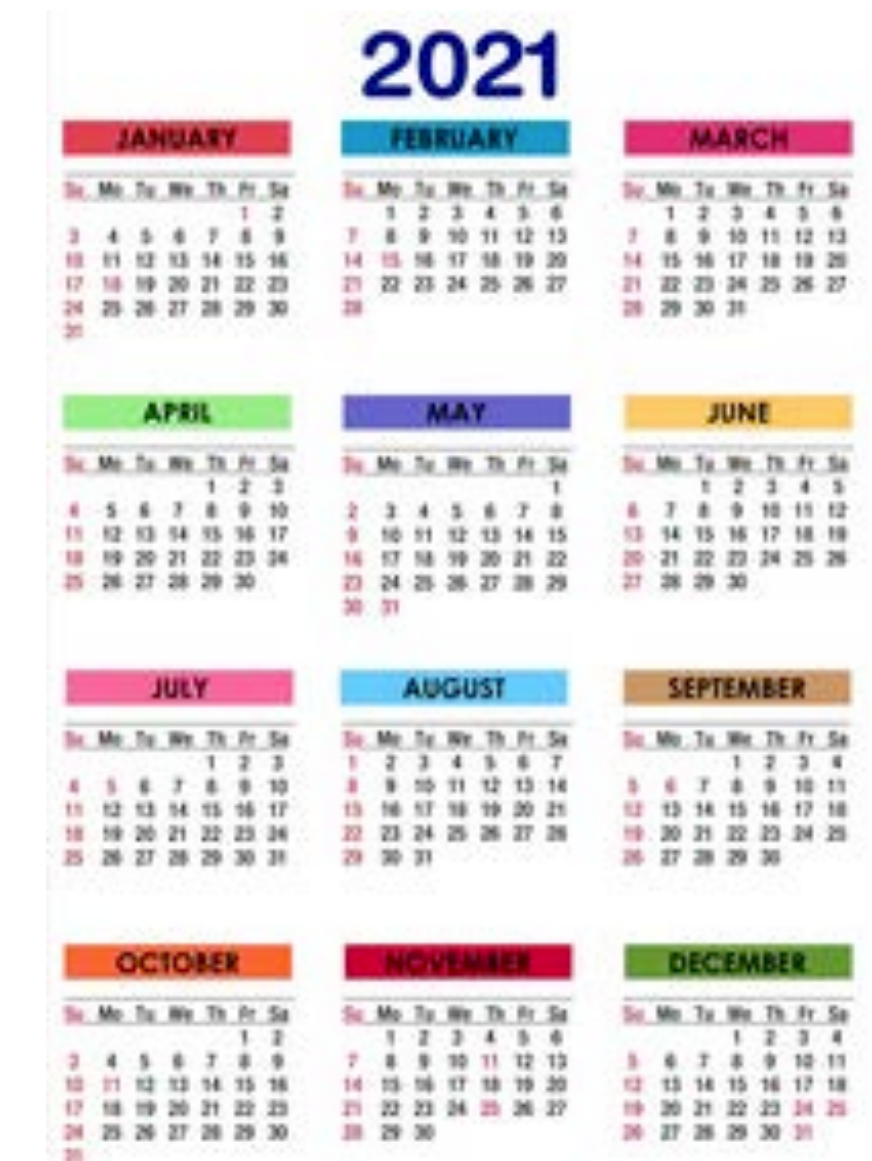 2021
JANUARY FEBRUARY MARCH
Su Mo Tu We Th Fr Sa Su Mo Tu We Th Fr Sa Su Mo Tu We Th Fr Sa
1 2 1 2 3 4 5 6 1 2 3 4 5 6
3 4 5 6 7 8 9 7 8 9 10 11 12 13 7 8 9 10 11 12 13
10 11 12 13 14 15 16 14 15 16 17 18 19 20 14 15 16 17 18 19 20
17 18 19 20 21 22 23 21 22 23 24 25 26 27 21 22 23 24 25 26 27
24 25 26 27 28 29 30 28 28 29 30 31
31
APRIL MAY JUNE
Su Mo Tu We Th Fr Sa Su Mo Tu We Th Fr Sa Su Mo Tu We Th Fr Sa
1 2 3 1 1 2 3 4 5
4 5 6 7 8 9 10 2 3 4 5 6 7 8 6 7 8 9 10 11 12
11 12 13 14 15 16 17 9 10 11 12 13 14 15 13 14 15 16 17 18 19
18 19 20 21 22 23 24 16 17 18 19 20 21 22 20 21 22 23 24 25 26
25 26 27 28 29 30 23 24 25 26 27 28 29 27 28 29 30
30 31
JULY AUGUST SEPTEMBER
Su Mo Tu We Th Fr Sa Su Mo Tu We Th Fr Sa Su Mo Tu We Th Fr Sa
1 2 3 1 2 3 4 5 6 7 1 2 3 4
4 5 6 7 8 9 10 8 9 10 11 12 13 14 5 6 7 8 9 10 11
11 12 13 14 15 16 17 15 16 17 18 19 20 21 12 13 14 15 16 17 18
18 19 20 21 22 23 24 22 23 24 25 26 27 28 19 20 21 22 23 24 25
25 26 27 28 29 30 31 29 30 31 26 27 28 29 30
OCTOBER NOVEMBER DECEMBER
Su Mo Tu We Th Fr Sa Su Mo Tu We Th Fr Sa Su Mo Tu We Th Fr Sa
1 2 1 2 3 4 5 6 1 2 3 4
3 4 5 6 7 8 9 7 8 9 10 11 12 13 5 6 7 8 9 10 11
10 11 12 13 14 15 16 14 15 16 17 18 19 20 12 13 14 15 16 17 18
17 18 19 20 21 22 23 21 22 23 24 25 26 27 19 20 21 22 23 24 25
24 25 26 27 28 29 30 28 29 30 26 27 28 29 30 31
31